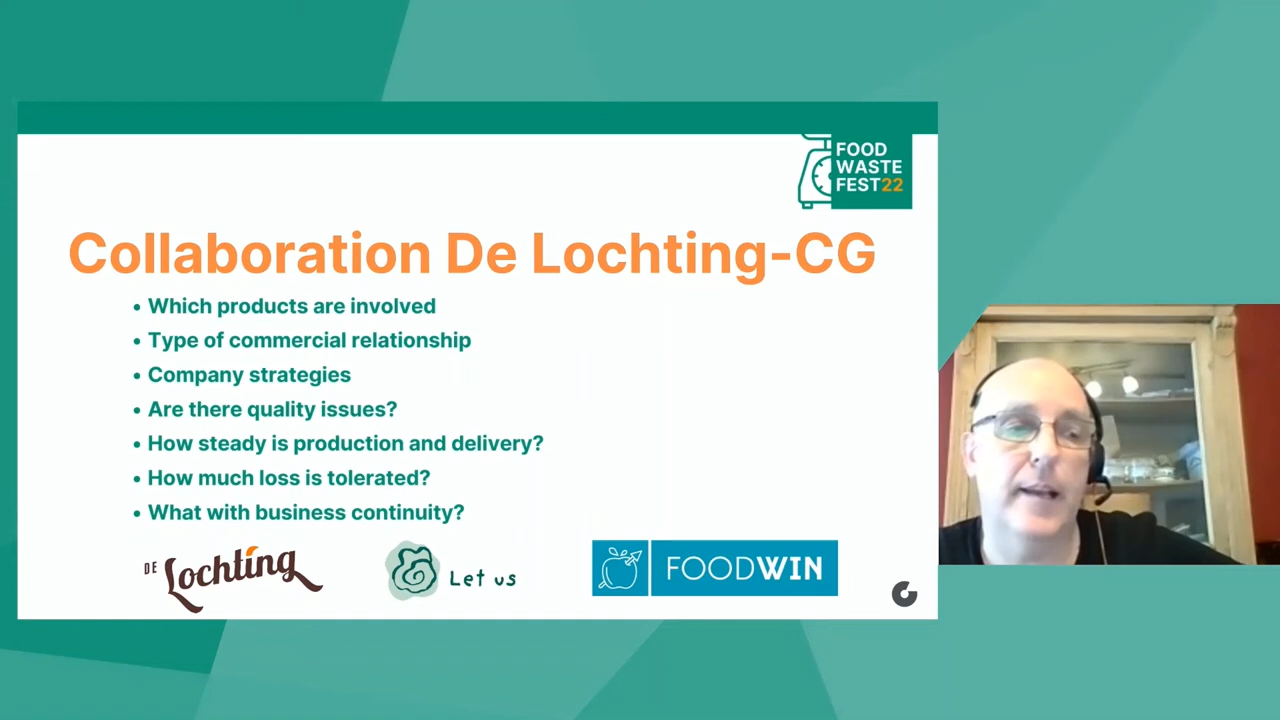 FOOD
WASTE
FEST22
Collaboration De Lochting-CG
• Which products are involved
• Type of commercial relationship
• Company strategies
• Are there quality issues?
• How steady is production and delivery?
• How much loss is tolerated?
• What with business continuity?
DE Lochting
Let us
FOODWIN